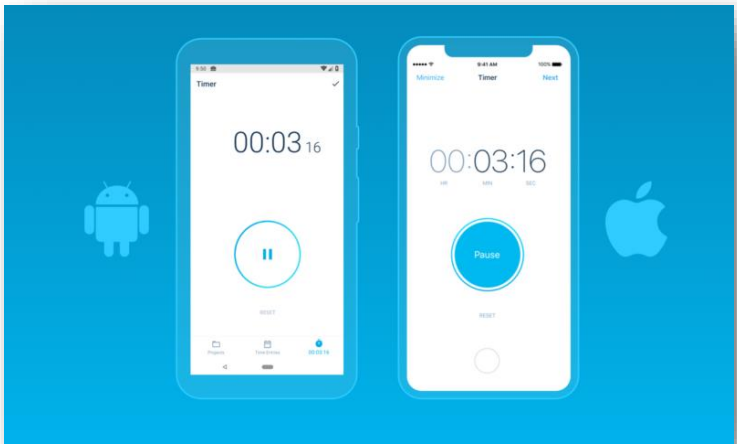 9:50
Timer
00:03 16
RESET
Projects
Time Entries
00:03:16
9:41 AM
100%
Minimize
Timer
Next
00:03:16
HR
MIN
SEC
Pause
RESET